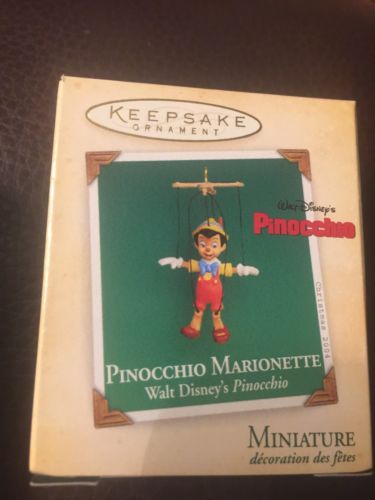 KEEPSAKE
ORNAMENT
Walt Disney's
Pinocchio
Christmas 2004
PINOCCHIO MARIONETTE
Walt Disney's Pinocchio
MINIATURE
décoration des fêtes